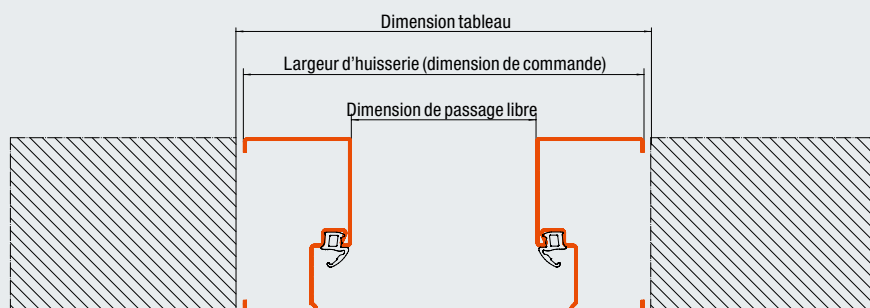 Dimension tableau
Largeur d’huisserie (dimension de commande)
Dimension de passage libre